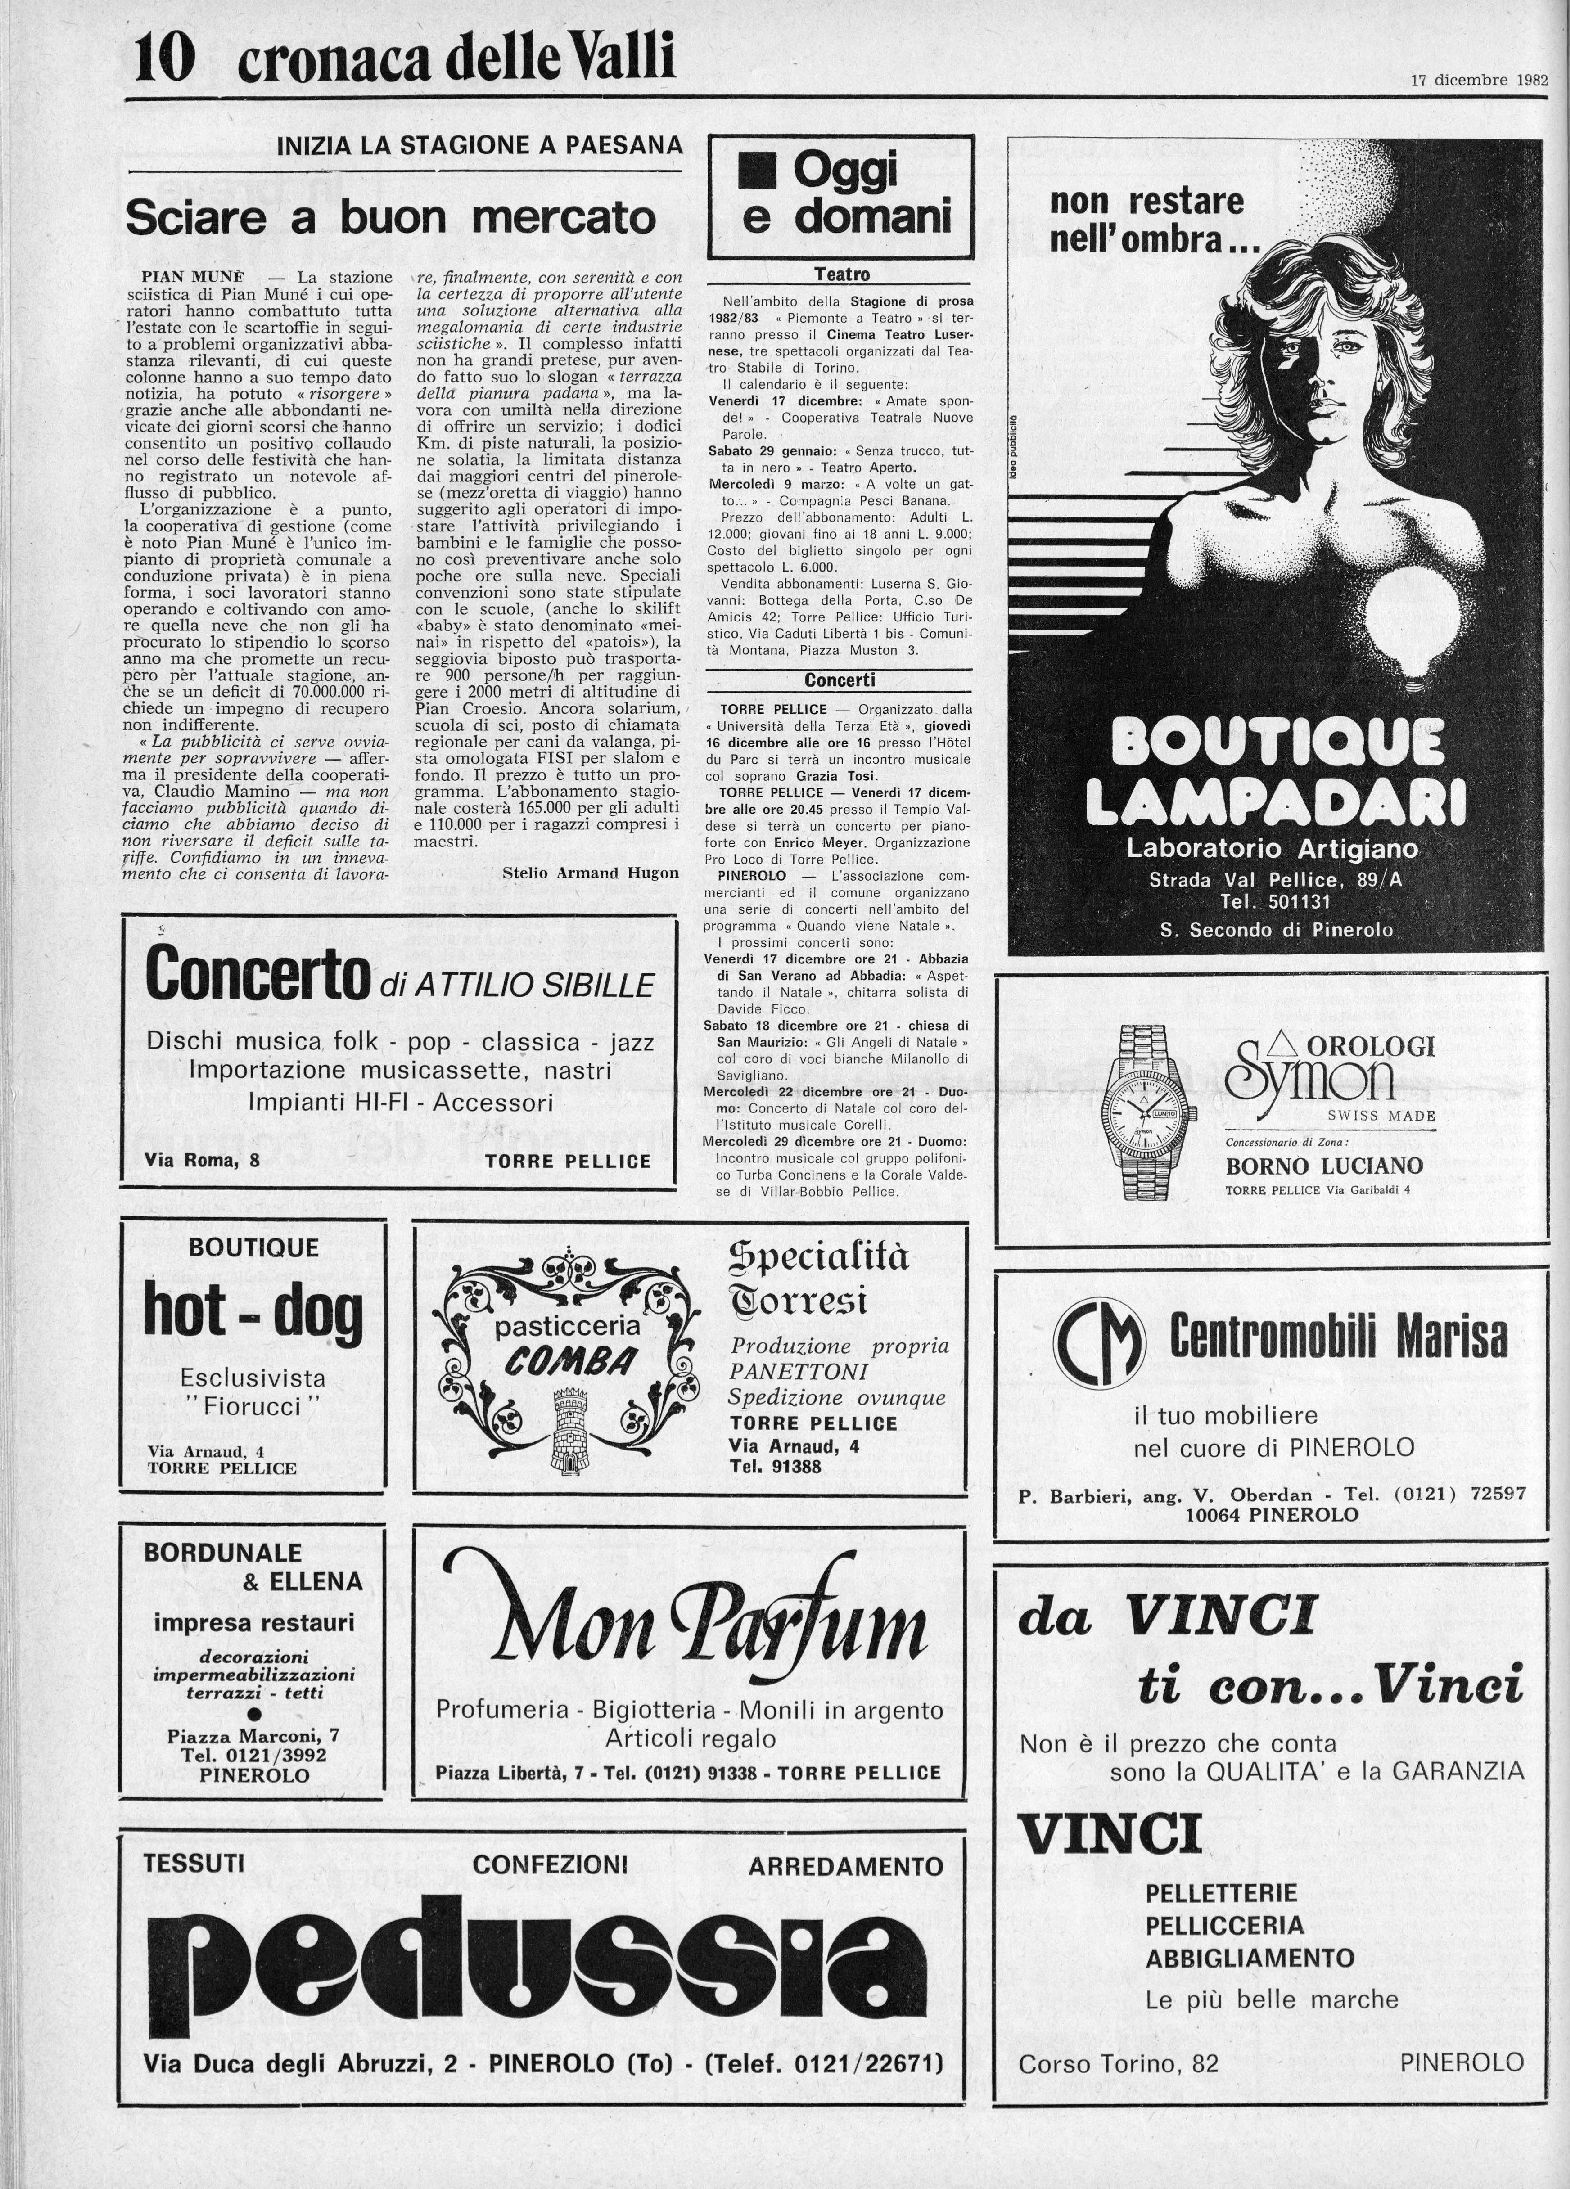 10 cronaca delle Valli
17 dicembre 1982
INIZIA LA STAGIONE A PAESANA
Sciare a buon mercato
PIAN MUNÈ — La stazione
sciistica di Pian Muné i cui ope-
ratori hanno combattuto tutta
l'estate con le scartoffie in segui-
to a problemi organizzativi abba-
stanza rilevanti, di cui queste
colonne hanno a suo tempo dato
notizia, ha potuto « risorgere »
grazie anche alle abbondanti ne-
vicate dei giorni scorsi che hanno
consentito un positivo collaudo
nel corso delle festività che han-
no registrato un notevole af-
flusso di pubblico.
L'organizzazione è a punto,
la cooperativa di gestione (come
è noto Pian Muné è l'unico im-
pianto di proprietà comunale a
conduzione privata) è in piena
forma, i soci lavoratori stanno
operando e coltivando con amo-
re quella neve che non gli ha
procurato lo stipendio lo scorso
anno ma che promette un recu-
pero pèr l'attuale stagione, an-
che se un deficit di 70.000.000 ri-
chiede un impegno di recupero
non indifferente.
« La pubblicità ci serve ovvia-
mente per sopravvivere — affer-
ma il presidente della cooperati-
va, Claudio Mamino — ma non
facciamo pubblicità quando di-
ciamo che abbiamo deciso di
non riversare il deficit sulle ta-
riffe. Confidiamo in un inneva-
mento che ci consenta di lavora-
re, finalmente, con serenità e con
la certezza di proporre all'utente
una soluzione alternativa alla
megalomania di certe industrie
sciistiche ». Il complesso infatti
non ha grandi pretese, pur aven-
do fatto suo lo slogan « terrazza
della pianura padana », ma la-
vora con umiltà nella direzione
di offrire un servizio; i dodici
Km. di piste naturali, la posizio-
ne solatia, la limitata distanza
dai maggiori centri del pinerole-
se (mezz'oretta di viaggio) hanno
suggerito agli operatori di impo-
stare l'attività privilegiando i
bambini e le famiglie che posso-
no così preventivare anche solo
poche ore sulla neve. Speciali
convenzioni sono state stipulate
con le scuole, (anche lo skilift
«baby» è stato denominato «mei-
nai» in rispetto del «patois»), la
seggiovia biposto può trasporta-
re 900 persone/h per raggiun-
gere i 2000 metri di altitudine di
Pian Croesio. Ancora solarium,
scuola di sci, posto di chiamata
regionale per cani da valanga, pi-
sta omologata FISI per slalom e
fondo. Il prezzo è tutto un pro-
gramma. L'abbonamento stagio-
nale costerà 165.000 per gli adulti
e 110.000 per i ragazzi compresi i
maestri.
Stelio Armand Hugon
Oggi
e domani
Teatro
Nell'ambito della Stagione di prosa
1982/83 « Piemonte a Teatro » si ter-
ranno presso il Cinema Teatro Luser-
nese, tre spettacoli organizzati dal Tea-
tro Stabile di Torino.
Il calendario è il seguente:
Venerdì 17 dicembre: « Amate spon-
de! » - Cooperativa Teatrale Nuove
Parole.
Sabato 29 gennaio: « Senza trucco, tut-
ta in nero » - Teatro Aperto.
Mercoledì 9 marzo: « A volte un gat-
to... » - Compagnia Pesci Banana.
Prezzo dell'abbonamento: Adulti L.
12.000; giovani fino ai 18 anni L. 9.000;
Costo del biglietto singolo per ogni
spettacolo L. 6.000.
Vendita abbonamenti: Luserna S. Gio-
vanni: Bottega della Porta, C.so De
Amicis 42; Torre Pellice: Ufficio Turi-
stico, Via Caduti Libertà 1 bis - Comuni-
tà Montana, Piazza Muston 3.
Concerti
TORRE PELLICE — Organizzato dalla
« Università della Terza Età », giovedì
16 dicembre alle ore 16 presso l'Hôtel
du Parc si terrà un incontro musicale
col soprano Grazia Tosi.
TORRE PELLICE — Venerdì 17 dicem-
bre alle ore 20.45 presso il Tempio Val-
dese si terrà un concerto per piano-
forte con Enrico Meyer. Organizzazione
Pro Loco di Torre Pellice.
PINEROLO — L'associazione com-
mercianti ed il comune organizzano
una serie di concerti nell'ambito del
programma « Quando viene Natale ».
I prossimi concerti sono:
Venerdì 17 dicembre ore 21 - Abbazia
di San Verano ad Abbadia: « Aspet-
tando il Natale », chitarra solista di
Davide Ficco.
Sabato 18 dicembre ore 21 - chiesa di
San Maurizio: « Gli Angeli di Natale »
col coro di voci bianche Milanollo di
Savigliano.
Mercoledì 22 dicembre ore 21 - Duo-
mo: Concerto di Natale col coro del-
l'Istituto musicale Corelli.
Mercoledì 29 dicembre ore 21 - Duomo:
Incontro musicale col gruppo polifoni-
co Turba Concinens e la Corale Valde-
se di Villar-Bobbio Pellice.
non restare
nell'ombra...
idea pubblicità
BOUTIQUE
LAMPADARI
Laboratorio Artigiano
Strada Val Pellice, 89/A
Tel. 501131
S. Secondo di Pinerolo
Concerto di ATTILIO SIBILLE
Dischi musica folk - pop - classica - jazz
Importazione musicassette, nastri
Impianti HI-FI - Accessori
Via Roma, 8 TORRE PELLICE
OROLOGI
Symon
SWISS MADE
Concessionario di Zona:
BORNO LUCIANO
TORRE PELLICE Via Garibaldi 4
BOUTIQUE
hot - dog
Esclusivista
"Fiorucci"
Via Arnaud, 4
TORRE PELLICE
pasticceria
COMBA
Specialità
Torresi
Produzione propria
PANETTONI
Spedizione ovunque
TORRE PELLICE
Via Arnaud, 4
Tel. 91388
CM Centromobili Marisa
il tuo mobiliere
nel cuore di PINEROLO
P. Barbieri, ang. V. Oberdan - Tel. (0121) 72597
10064 PINEROLO
BORDUNALE
& ELLENA
impresa restauri
decorazioni
impermeabilizzazioni
terrazzi - tetti
Piazza Marconi, 7
Tel. 0121/3992
PINEROLO
Mon Parfum
Profumeria - Bigiotteria - Monili in argento
Articoli regalo
Piazza Libertà, 7 - Tel. (0121) 91338 - TORRE PELLICE
da VINCI
ti con... Vinci
Non è il prezzo che conta
sono la QUALITA' e la GARANZIA
VINCI
PELLETTERIE
PELLICCERIA
ABBIGLIAMENTO
Le più belle marche
Corso Torino, 82 PINEROLO
TESSUTI CONFEZIONI ARREDAMENTO
pedussia
Via Duca degli Abruzzi, 2 - PINEROLO (To) - (Telef. 0121/22671)